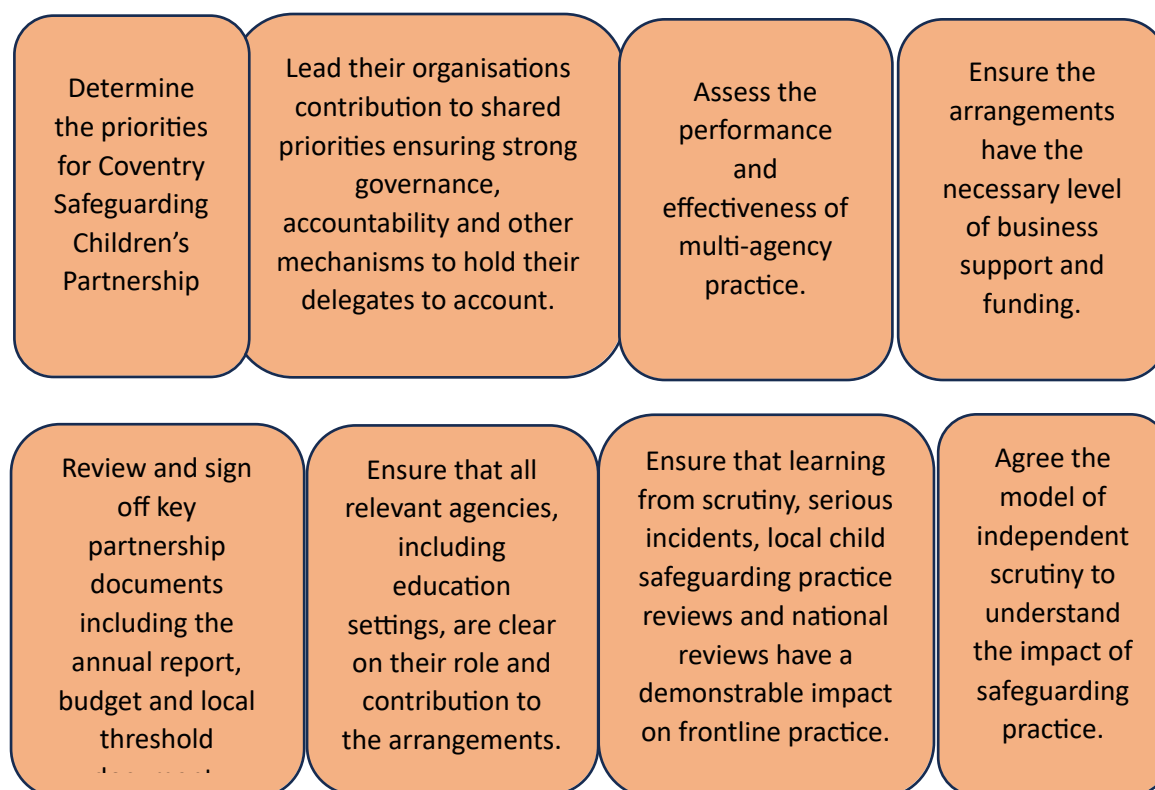 Determine
the priorities
for Coventry
Safeguarding
Children's
Partnership
Lead their organisations
contribution to shared
priorities ensuring strong
governance,
accountability and other
mechanisms to hold their
delegates to account.
Assess the
performance
and
effectiveness of
multi-agency
practice.
Ensure the
arrangements
have the
necessary level
of business
support and
funding.
Review and sign
off key
partnership
documents
including the
annual report,
budget and local
threshold
Ensure that all
relevant agencies,
including
education
settings, are clear
on their role and
contribution to
the arrangements.
Ensure that learning
from scrutiny, serious
incidents, local child
safeguarding practice
reviews and national
reviews have a
demonstrable impact
on frontline practice.
Agree the
model of
independent
scrutiny to
understand
the impact of
safeguarding
practice.